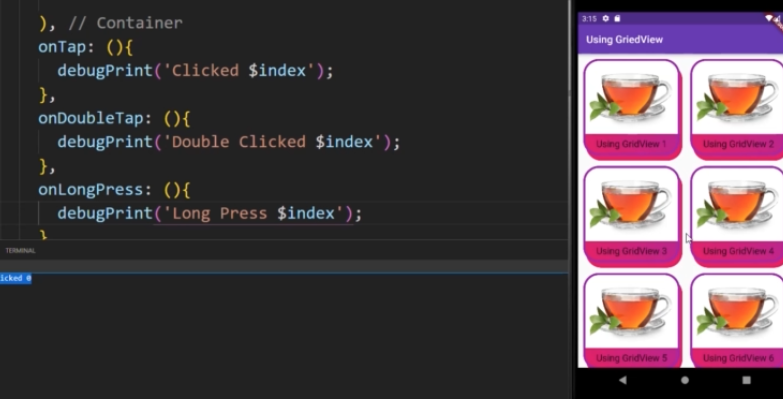 ), // Container
onTap: (){
debugPrint('Clicked $index');
},
onDoubleTap: (){
debugPrint('Double Clicked $index');
},
onLongPress: (){
debugPrint('Long Press $index');
}
TERMINAL
icked 0
3:15
Using GriedView
Using GridView 1
Using GridView 2
Using GridView 3
Using GridView 4
Using GridView 5
Using GridView 6